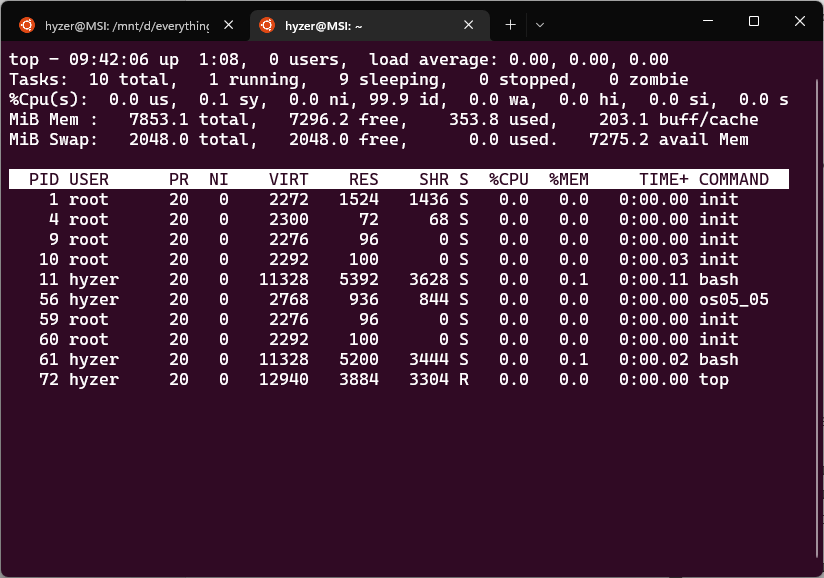 hyzer@MSI: /mnt/d/everything
hyzer@MSI: ~
top - 09:42:06 up  1:08,  0 users,  load average: 0.00, 0.00, 0.00
Tasks:  10 total,   1 running,   9 sleeping,   0 stopped,   0 zombie
%Cpu(s):  0.0 us,  0.1 sy,  0.0 ni, 99.9 id,  0.0 wa,  0.0 hi,  0.0 si,  0.0 s
MiB Mem :   7853.1 total,   7296.2 free,    353.8 used,    203.1 buff/cache
MiB Swap:   2048.0 total,   2048.0 free,      0.0 used.   7275.2 avail Mem
PID USER      PR  NI    VIRT    RES    SHR S  %CPU  %MEM     TIME+ COMMAND
1 root      20   0    2272   1524   1436 S   0.0   0.0   0:00.00 init
4 root      20   0    2300     72     68 S   0.0   0.0   0:00.00 init
9 root      20   0    2276     96      0 S   0.0   0.0   0:00.00 init
10 root      20   0    2292    100      0 S   0.0   0.0   0:00.03 init
11 hyzer     20   0   11328   5392   3628 S   0.0   0.1   0:00.11 bash
56 hyzer     20   0    2768    936    844 S   0.0   0.0   0:00.00 os05_05
59 root      20   0    2276     96      0 S   0.0   0.0   0:00.00 init
60 root      20   0    2292    100      0 S   0.0   0.0   0:00.00 init
61 hyzer     20   0   11328   5200   3444 S   0.0   0.1   0:00.02 bash
72 hyzer     20   0   12940   3884   3304 R   0.0   0.0   0:00.00 top